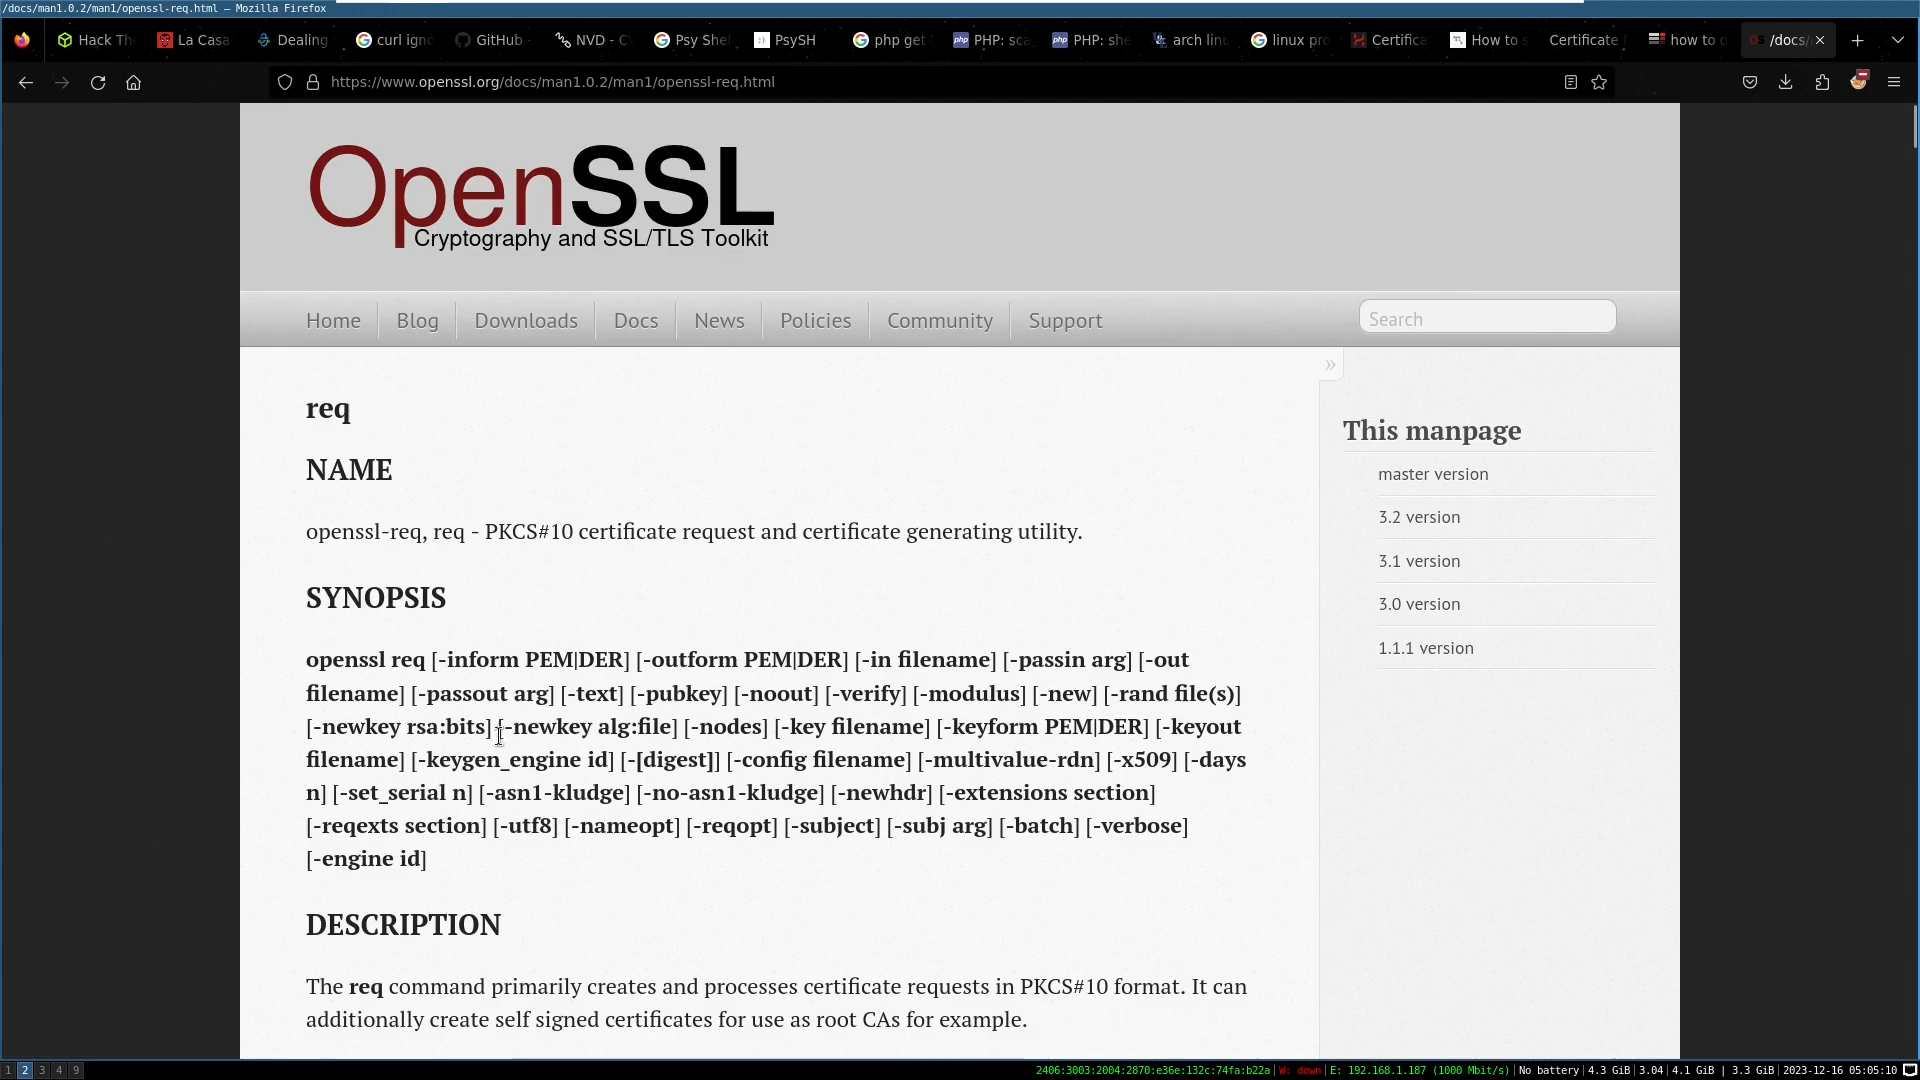 /docs/man1.0.2/man1/openssl-req.html — Mozilla Firefox
Hack The
La Casa
Dealing
curl igno
GitHub -
NVD - C
Psy Shel
PsySH
php get
PHP: sca
PHP: she
arch linu
linux pro
Certifica
How to s
Certificate
how to d
/docs/
https://www.openssl.org/docs/man1.0.2/man1/openssl-req.html
OpenSSL
Cryptography and SSL/TLS Toolkit
Home
Blog
Downloads
Docs
News
Policies
Community
Support
Search
»
req
NAME
openssl-req, req - PKCS#10 certificate request and certificate generating utility.
SYNOPSIS
openssl req [-inform PEM|DER] [-outform PEM|DER] [-in filename] [-passin arg] [-out
filename] [-passout arg] [-text] [-pubkey] [-noout] [-verify] [-modulus] [-new] [-rand file(s)]
[-newkey rsa:bits] [-newkey alg:file] [-nodes] [-key filename] [-keyform PEM|DER] [-keyout
filename] [-keygen_engine id] [-[digest]] [-config filename] [-multivalue-rdn] [-x509] [-days
n] [-set_serial n] [-asn1-kludge] [-no-asn1-kludge] [-newhdr] [-extensions section]
[-reqexts section] [-utf8] [-nameopt] [-reqopt] [-subject] [-subj arg] [-batch] [-verbose]
[-engine id]
DESCRIPTION
The req command primarily creates and processes certificate requests in PKCS#10 format. It can
additionally create self signed certificates for use as root CAs for example.
This manpage
master version
3.2 version
3.1 version
3.0 version
1.1.1 version
1 2 3 4 9
2406:3003:2004:2870:e36e:132c:74fa:b22a|W: down|E: 192.168.1.187 (1000 Mbit/s)|No battery|4.3 GiB|3.04|4.1 GiB | 3.3 GiB|2023-12-16 05:05:10